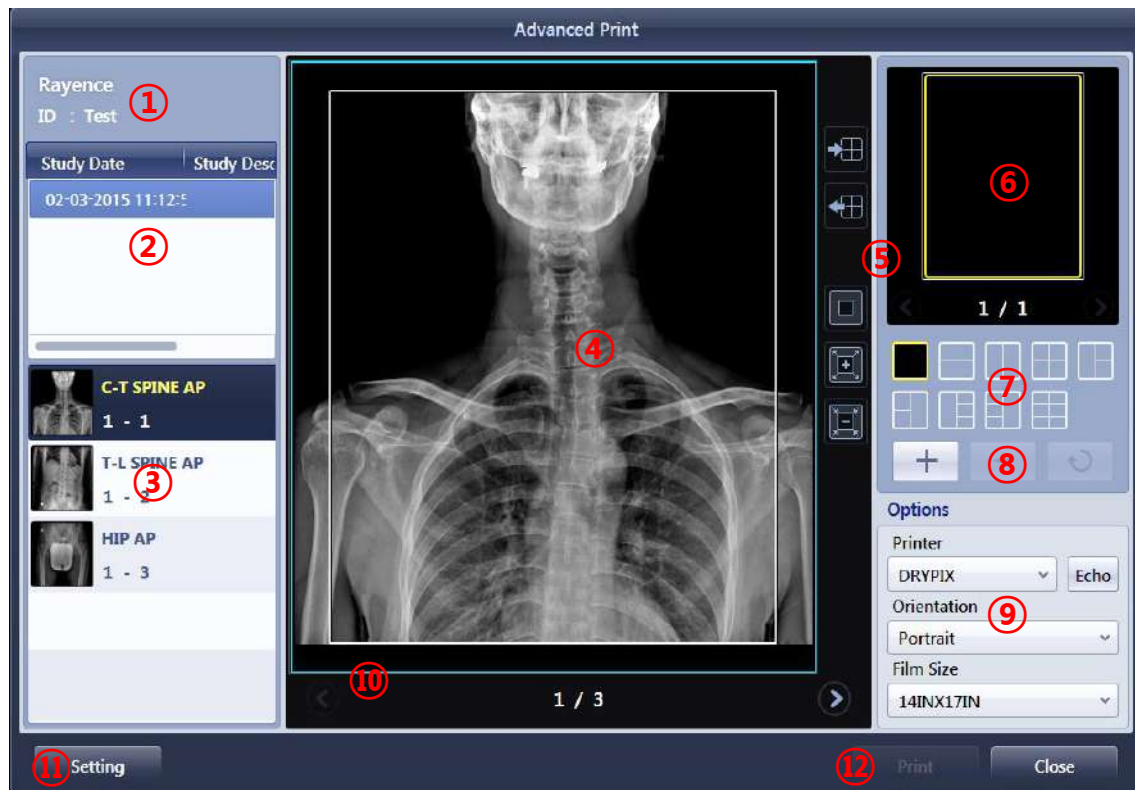 Advanced Print
Rayence
ID : Test
①
Study Date Study Desc
02-03-2015 11:12:5
②
C-T SPINE AP
1 - 1
T-L SPINE AP
③
1 - 2
HIP AP
1 - 3
④
⑩
1 / 3
⑤
⑥
1 / 1
⑦
⑧
Options
Printer
DRYPIX Echo
Orientation
⑨
Portrait
Film Size
14INX17IN
⑪ Setting
⑫ Print
Close